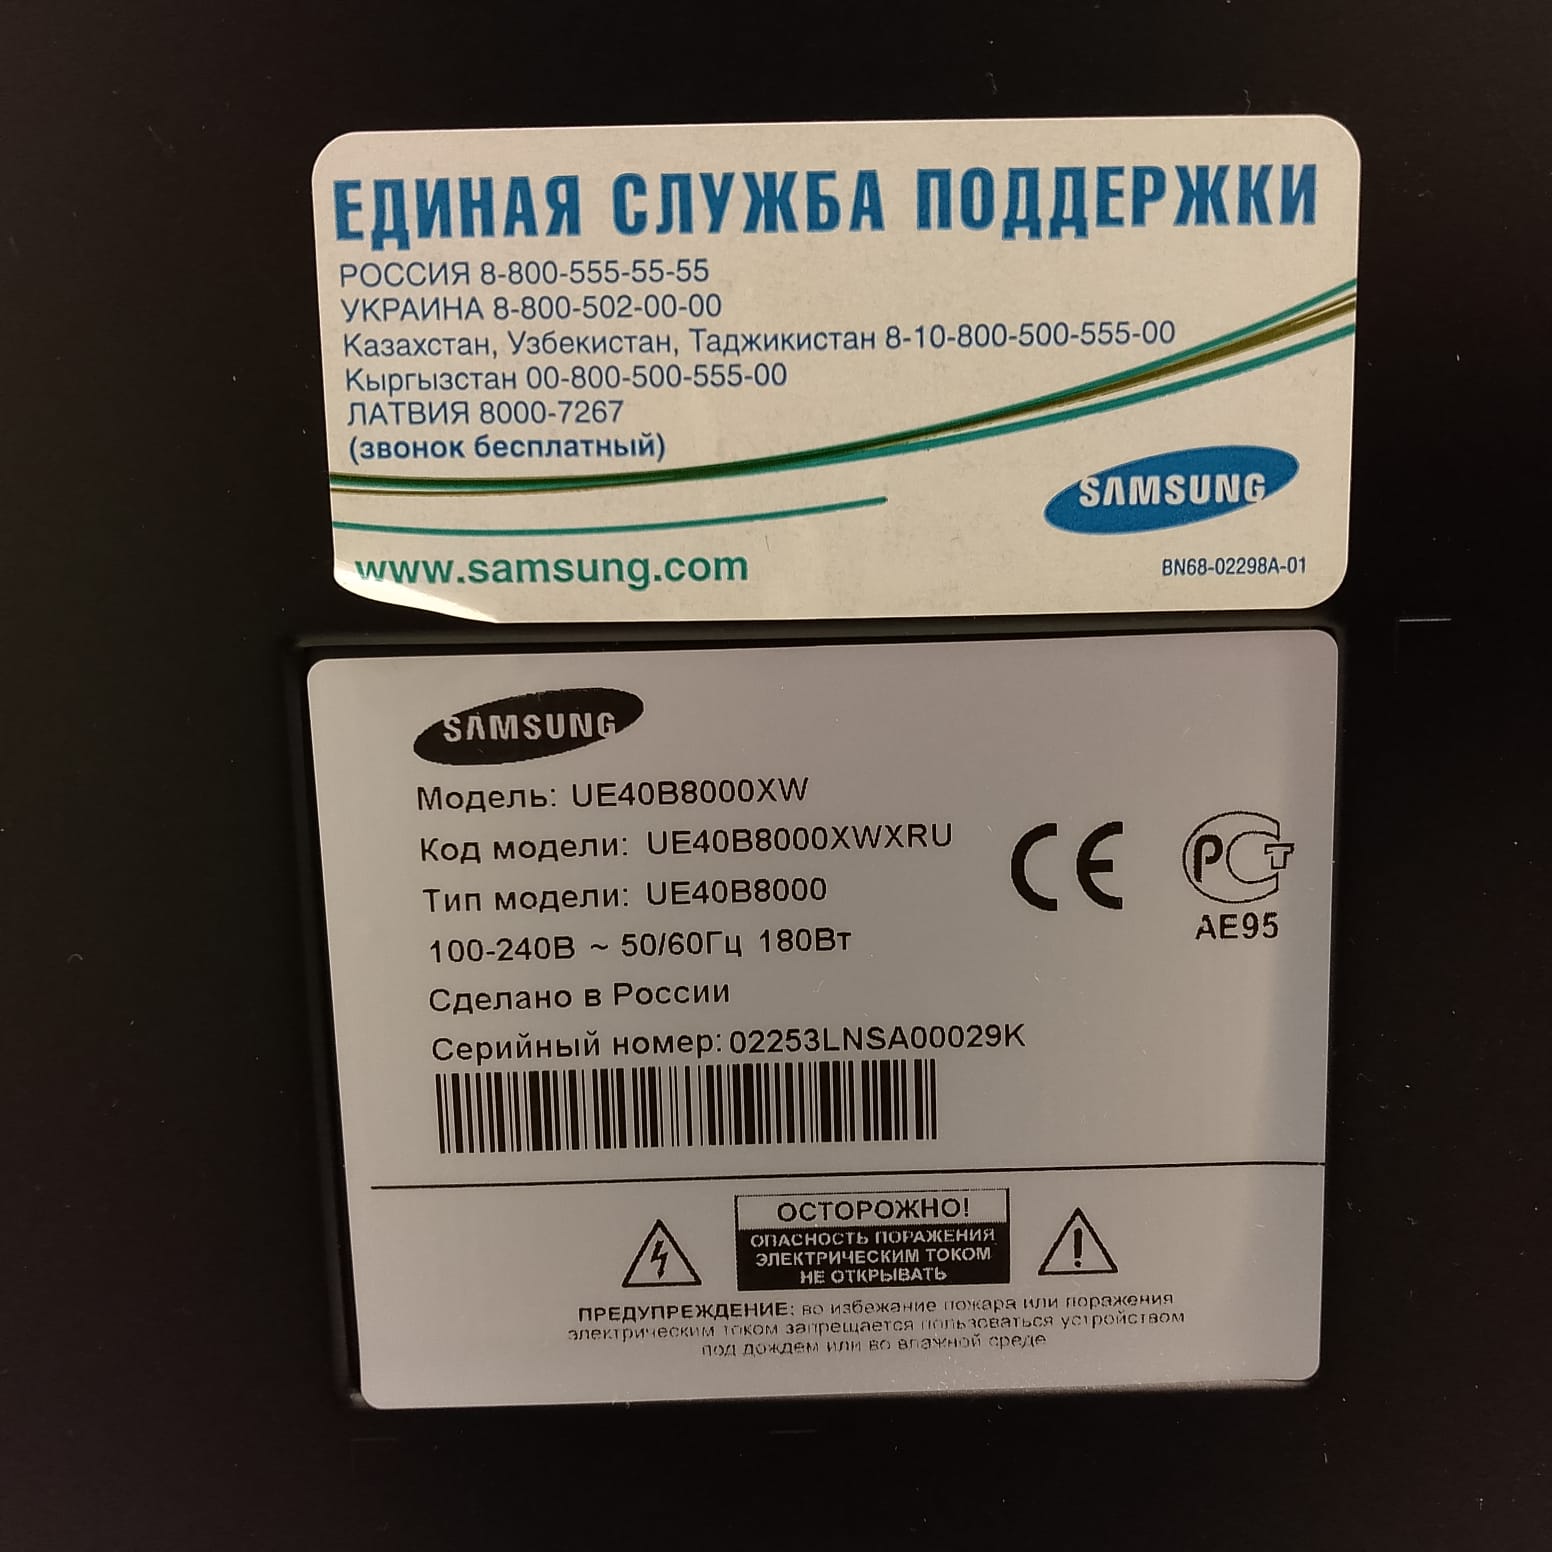 ЕДИНАЯ СЛУЖБА ПОДДЕРЖКИ
РОССИЯ 8-800-555-55-55
УКРАИНА 8-800-502-00-00
Казахстан, Узбекистан, Таджикистан 8-10-800-500-555-00
Кыргызстан 00-800-500-555-00
ЛАТВИЯ 8000-7267
(звонок бесплатный)
SAMSUNG
www.samsung.com
BN68-02298A-01
SAMSUNG
Модель: UE40B8000XW
Код модели: UE40B8000XWXRU
Тип модели: UE40B8000
100-240В ~ 50/60Гц 180Вт
Сделано в России
Серийный номер: 02253LNSA00029K
CE
РСТ
АЕ95
ОСТОРОЖНО!
ОПАСНОСТЬ ПОРАЖЕНИЯ
ЭЛЕКТРИЧЕСКИМ ТОКОМ
НЕ ОТКРЫВАТЬ
ПРЕДУПРЕЖДЕНИЕ: во избежание пожара или поражения
электрическим током запрещается пользоваться устройством
под дождем или во влажной среде